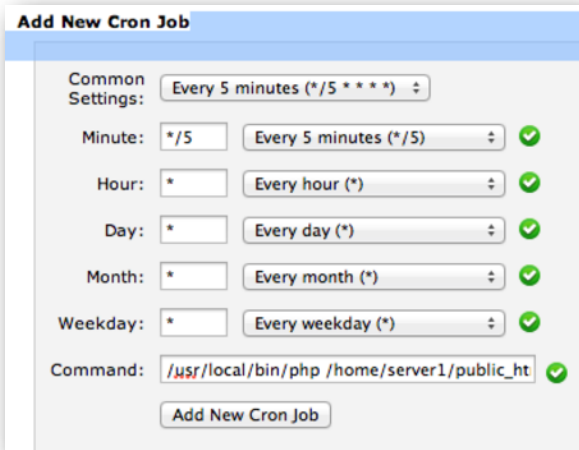 Add New Cron Job
Common Settings: Every 5 minutes (*/5 * * * *)
Minute: */5 Every 5 minutes (*/5)
Hour: * Every hour (*)
Day: * Every day (*)
Month: * Every month (*)
Weekday: * Every weekday (*)
Command: /usr/local/bin/php /home/server1/public_ht
Add New Cron Job